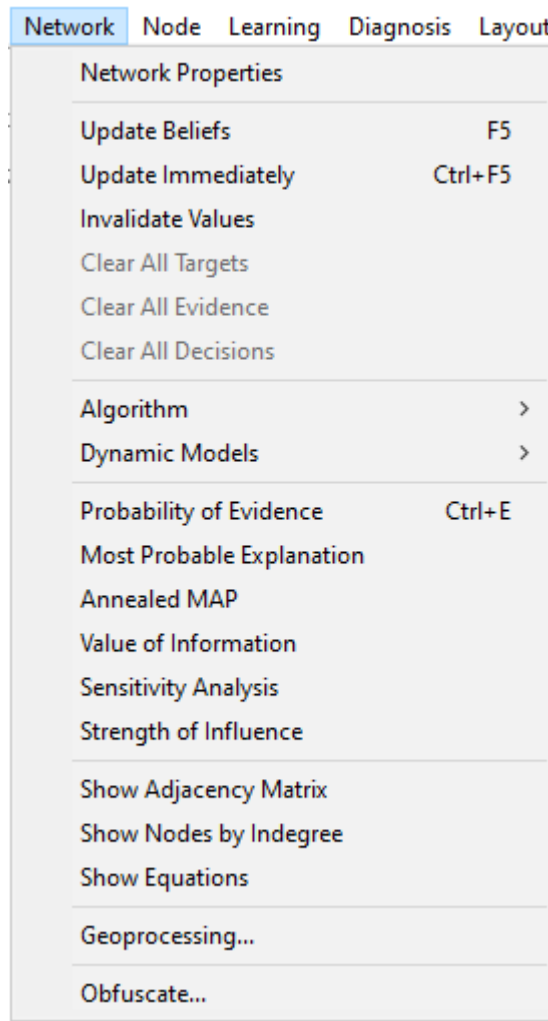 Network Node Learning Diagnosis Layout
Network Properties
Update Beliefs F5
Update Immediately Ctrl+F5
Invalidate Values
Clear All Targets
Clear All Evidence
Clear All Decisions
Algorithm
Dynamic Models
Probability of Evidence Ctrl+E
Most Probable Explanation
Annealed MAP
Value of Information
Sensitivity Analysis
Strength of Influence
Show Adjacency Matrix
Show Nodes by Indegree
Show Equations
Geoprocessing...
Obfuscate...